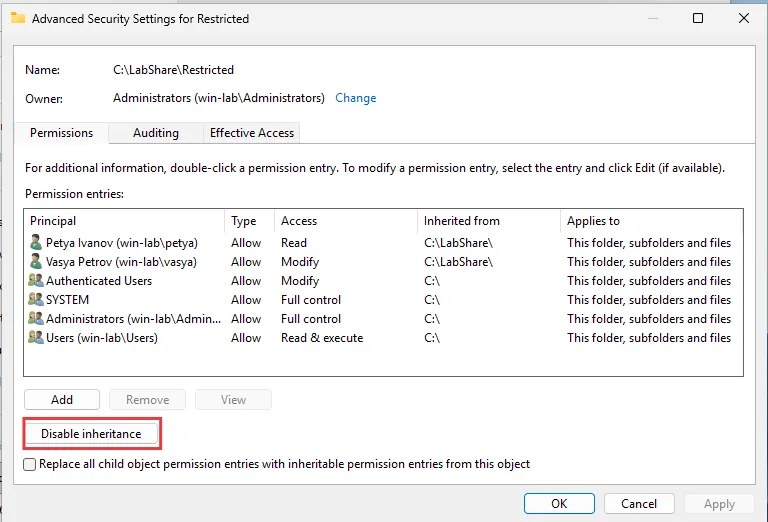 Advanced Security Settings for Restricted
Name: C:\LabShare\Restricted
Owner: Administrators (win-lab\Administrators) Change
Permissions Auditing Effective Access
For additional information, double-click a permission entry. To modify a permission entry, select the entry and click Edit (if available).
Permission entries:
Principal Type Access Inherited from Applies to
Petya Ivanov (win-lab\petya) Allow Read C:\LabShare\ This folder, subfolders and files
Vasya Petrov (win-lab\vasya) Allow Modify C:\LabShare\ This folder, subfolders and files
Authenticated Users Allow Modify C:\ This folder, subfolders and files
SYSTEM Allow Full control C:\ This folder, subfolders and files
Administrators (win-lab\Admin... Allow Full control C:\ This folder, subfolders and files
Users (win-lab\Users) Allow Read & execute C:\ This folder, subfolders and files
Add Remove View
Disable inheritance
Replace all child object permission entries with inheritable permission entries from this object
OK Cancel Apply